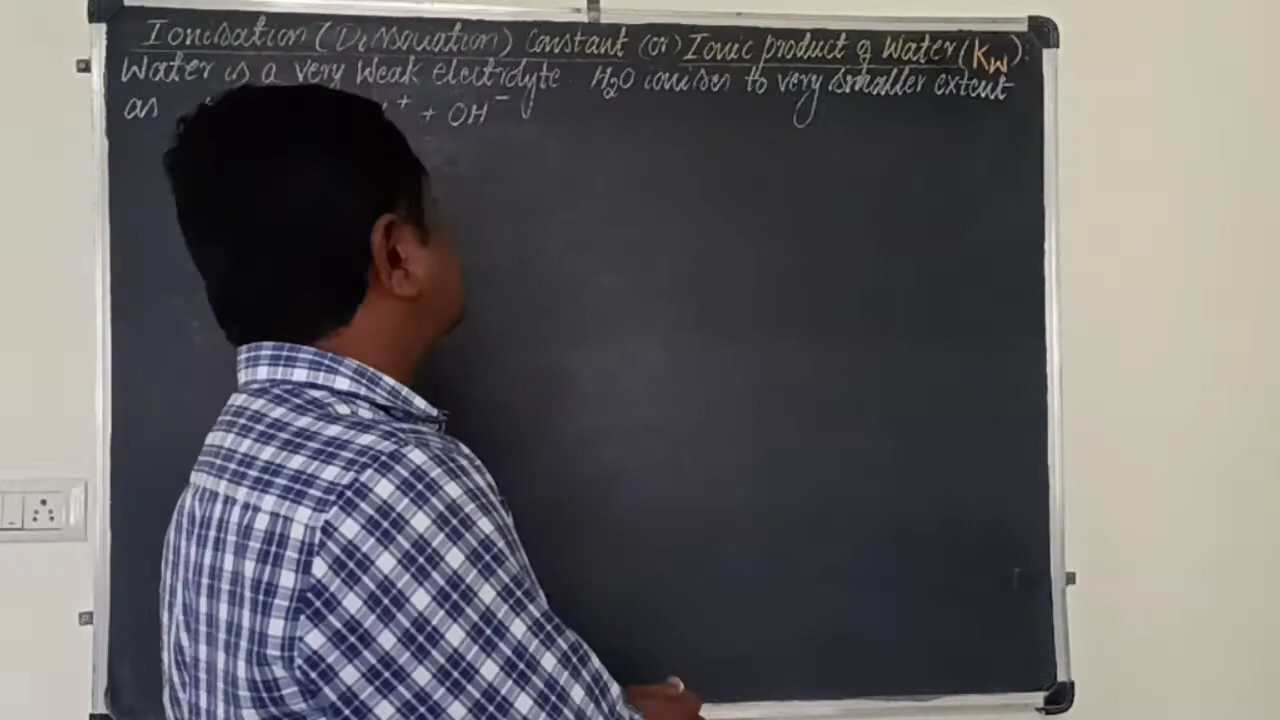 Ionisation (Dissociation) Constant (or) Ionic product of Water (Kw):
Water is a very weak electrolyte. H₂O ionises to very smaller extent
as + + OH⁻